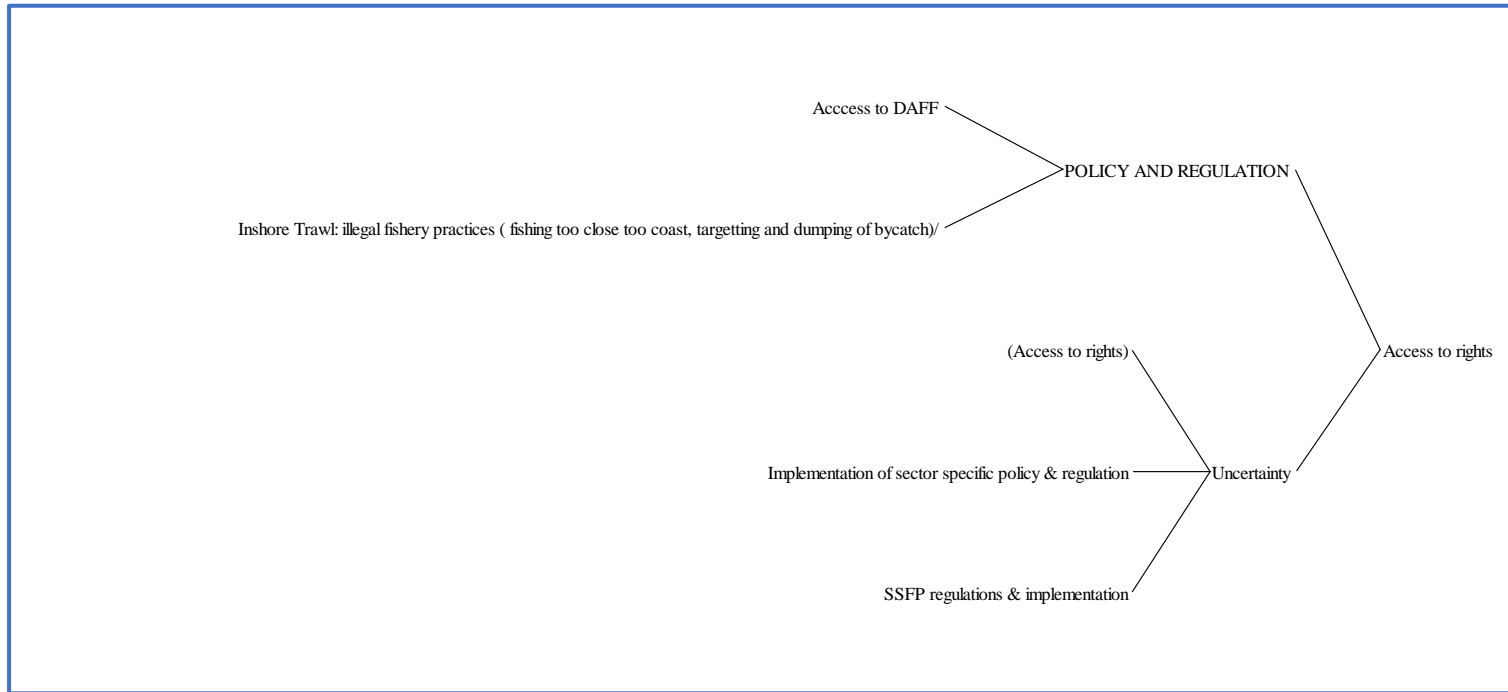 Acccess to DAFF
POLICY AND REGULATION
Inshore Trawl: illegal fishery practices ( fishing too close too coast, targetting and dumping of bycatch)/
(Access to rights)
Access to rights
Implementation of sector specific policy & regulation
Uncertainty
SSFP regulations & implementation